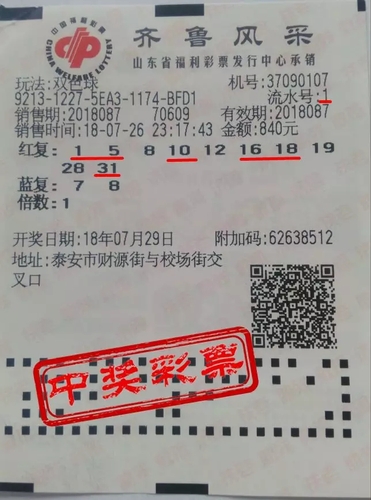 中国福利彩票
CHINA WELFARE LOTTERY
齐鲁风采
山东省福利彩票发行中心承销
玩法:双色球 机号:37090107
9213-1227-5EA3-1174-BFD1 流水号:1
销售期:2018087 70609 有效期:2018087
销售时间:18-07-26 23:17:43 金额:840元
红复: 1 5 8 10 12 16 18 19
28 31
蓝复: 7 8
倍数:1
开奖日期:18年07月29日 附加码:62638512
地址:泰安市财源街与校场街交
叉口
中奖彩票